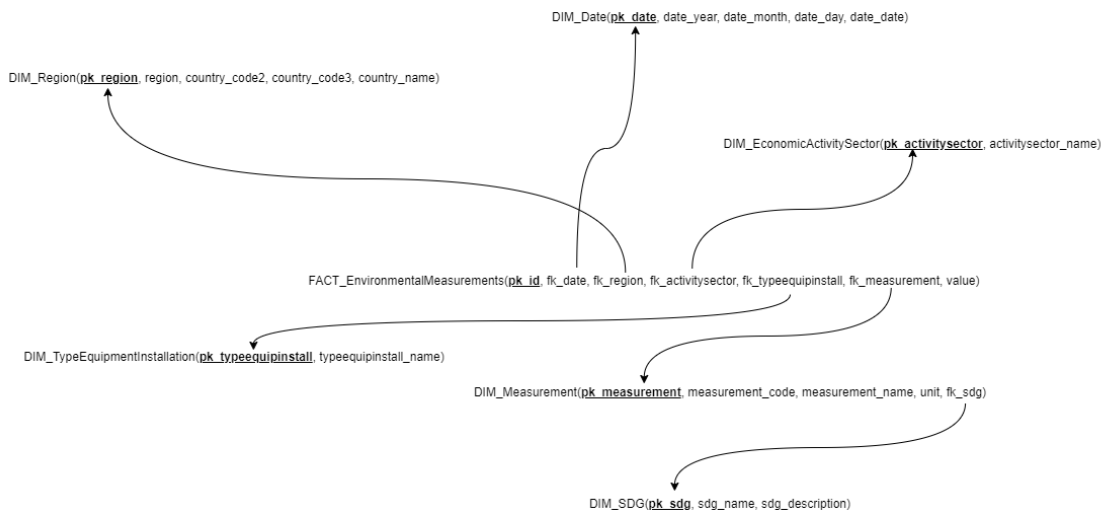 DIM_Date(pk_date, date_year, date_month, date_day, date_date)
DIM_Region(pk_region, region, country_code2, country_code3, country_name)
DIM_EconomicActivitySector(pk_activitysector, activitysector_name)
FACT_EnvironmentalMeasurements(pk_id, fk_date, fk_region, fk_activitysector, fk_typeequipinstall, fk_measurement, value)
DIM_TypeEquipmentInstallation(pk_typeequipinstall, typeequipinstall_name)
DIM_Measurement(pk_measurement, measurement_code, measurement_name, unit, fk_sdg)
DIM_SDG(pk_sdg, sdg_name, sdg_description)